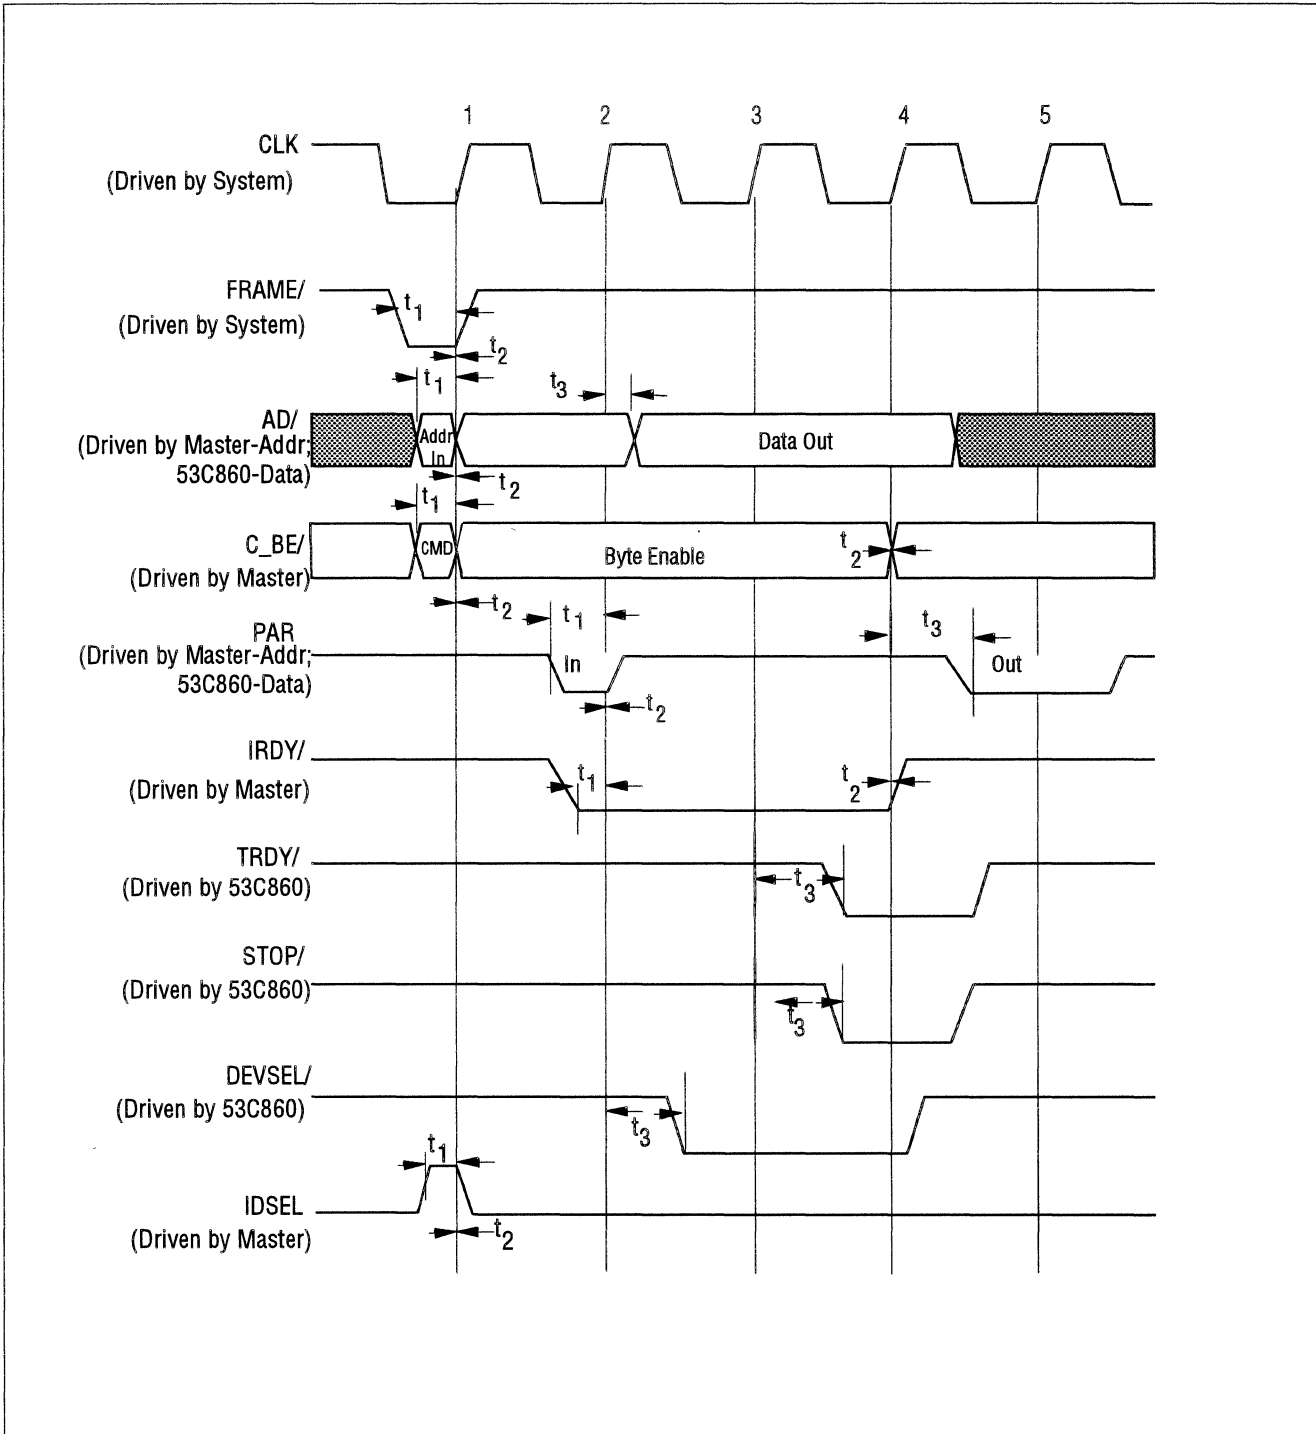 1 2 3 4 5
CLK
(Driven by System)
FRAME/
t1
(Driven by System)
t2
t1
t3
AD/
(Driven by Master-Addr;
53C860-Data)
Addr
In
Data Out
t2
t1
C_BE/
(Driven by Master)
CMD
Byte Enable
t2
t2
t1
t3
PAR
(Driven by Master-Addr;
53C860-Data)
In
Out
t2
IRDY/
(Driven by Master)
t1
t2
TRDY/
(Driven by 53C860)
t3
STOP/
(Driven by 53C860)
t3
DEVSEL/
(Driven by 53C860)
t3
t1
IDSEL
(Driven by Master)
t2